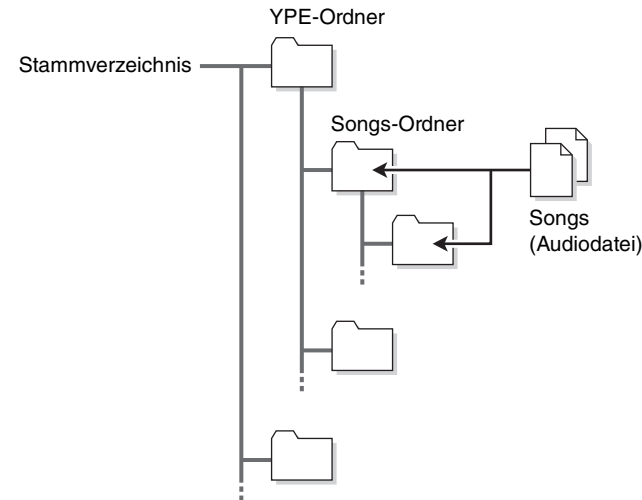 YPE-Ordner
Stammverzeichnis
Songs-Ordner
Songs
(Audiodatei)